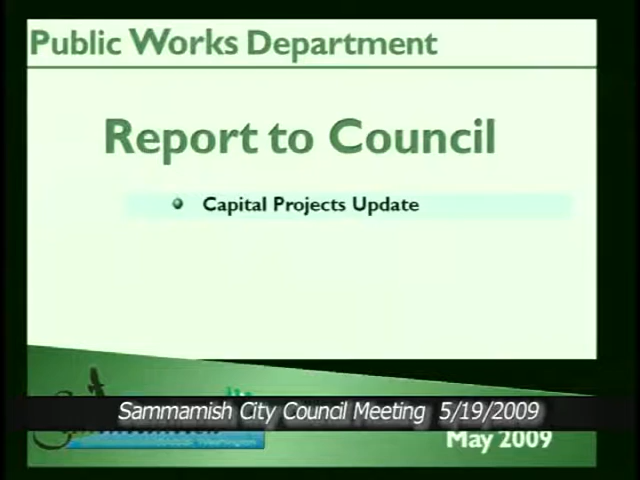 Public Works Department
Report to Council
Capital Projects Update
Sammamish City Council Meeting 5/19/2009
May 2009